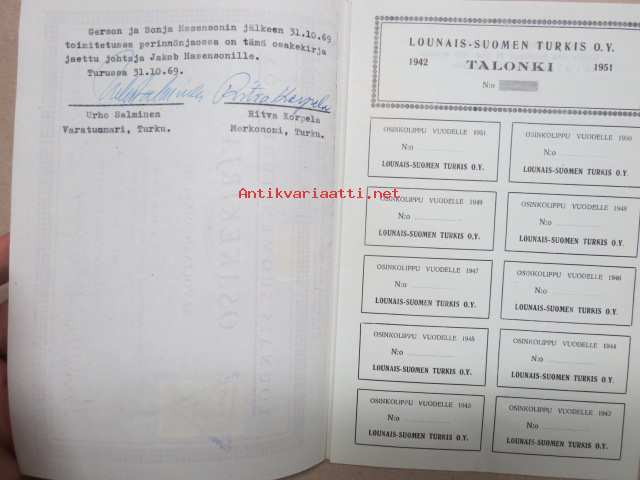 Gerson ja Sonja Hasensonin jälkeen 31.10.69
toimitetussa perinnönjaossa on tämä osakekirja
jaettu johtaja Jakob Hasensonille.
Turussa 31.10.69.
Urho Salminen
Varatuomari, Turku.
Ritva Korpela
Merkonomi, Turku.
Antikvariaatti.net
LOUNAIS-SUOMEN TURKIS O.Y.
1942 TALONKI 1951
N:o
OSINKOLIPPU VUODELLE 1951
N:o
LOUNAIS-SUOMEN TURKIS O.Y.
OSINKOLIPPU VUODELLE 1950
N:o
LOUNAIS-SUOMEN TURKIS O.Y.
OSINKOLIPPU VUODELLE 1949
N:o
LOUNAIS-SUOMEN TURKIS O.Y.
OSINKOLIPPU VUODELLE 1948
N:o
LOUNAIS-SUOMEN TURKIS O.Y.
OSINKOLIPPU VUODELLE 1947
N:o
LOUNAIS-SUOMEN TURKIS O.Y.
OSINKOLIPPU VUODELLE 1946
N:o
LOUNAIS-SUOMEN TURKIS O.Y.
OSINKOLIPPU VUODELLE 1945
N:o
LOUNAIS-SUOMEN TURKIS O.Y.
OSINKOLIPPU VUODELLE 1944
N:o
LOUNAIS-SUOMEN TURKIS O.Y.
OSINKOLIPPU VUODELLE 1943
N:o
LOUNAIS-SUOMEN TURKIS O.Y.
OSINKOLIPPU VUODELLE 1942
N:o
LOUNAIS-SUOMEN TURKIS O.Y.